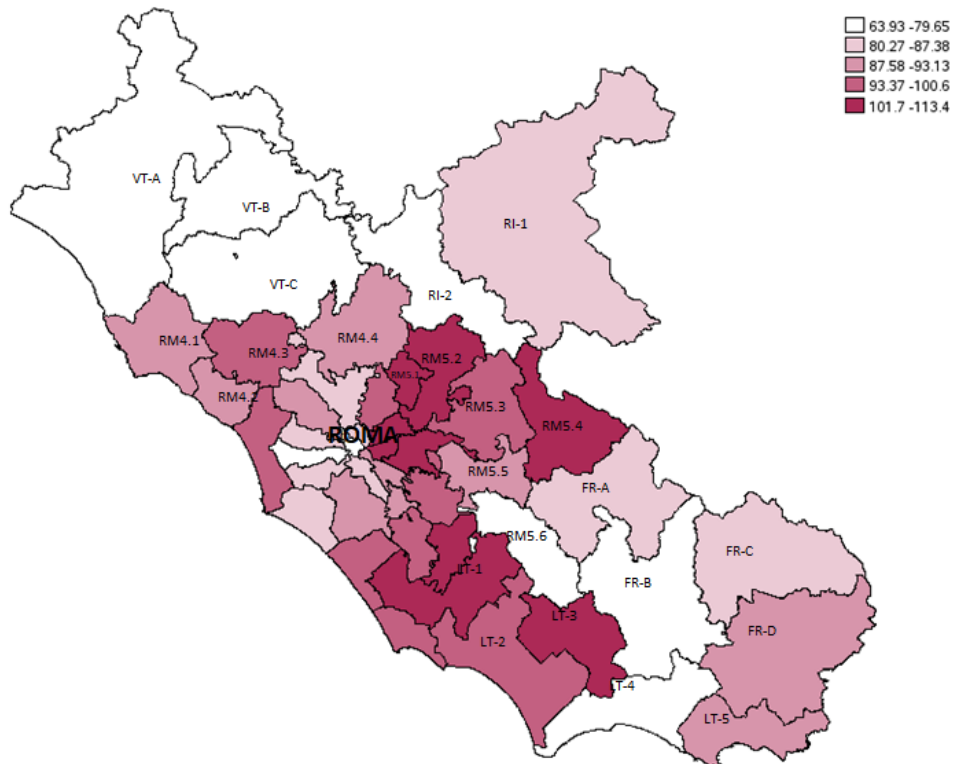 63.93 -79.65
80.27 -87.38
87.58 -93.13
93.37 -100.6
101.7 -113.4
VT-A
VT-B
RI-1
VT-C
RI-2
RM4.1
RM4.3
RM4.4
RM5.2
RM5.1
RM4.2
RM5.3
ROMA
RM5.4
RM5.5
FR-A
RM5.6
FR-C
LT-1
FR-B
LT-3
FR-D
LT-2
LT-4
LT-5